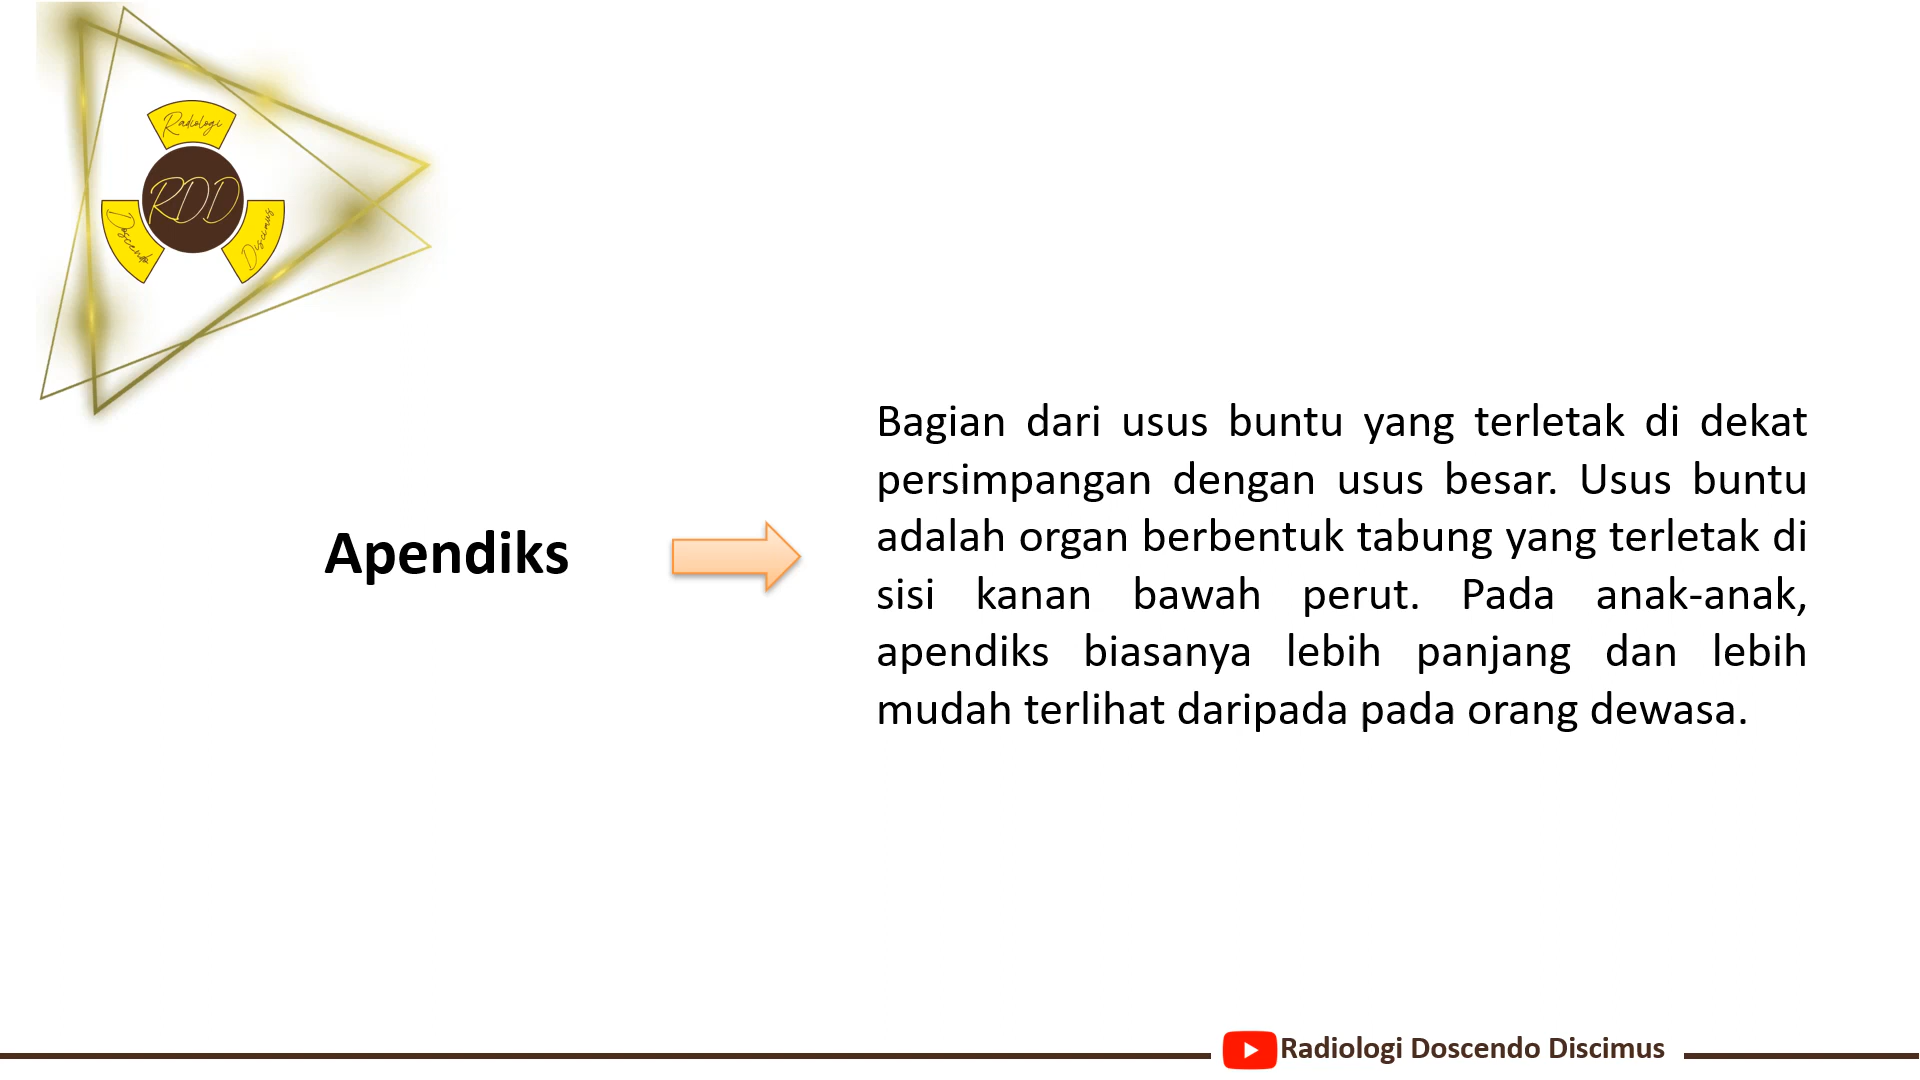 Radiologi
RDD
Doscendo
Discimus
Apendiks
Bagian dari usus buntu yang terletak di dekat
persimpangan dengan usus besar. Usus buntu
adalah organ berbentuk tabung yang terletak di
sisi kanan bawah perut. Pada anak-anak,
apendiks biasanya lebih panjang dan lebih
mudah terlihat daripada pada orang dewasa.
Radiologi Doscendo Discimus